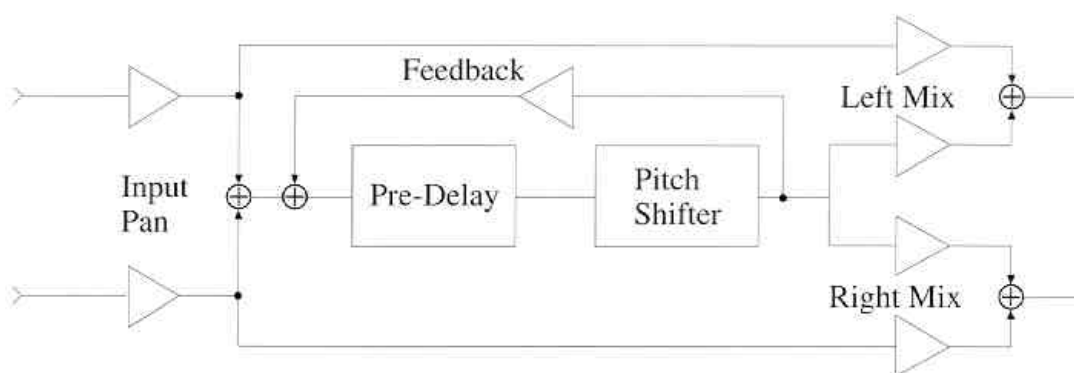 Feedback
Left Mix
Input
Pan
Pre-Delay
Pitch
Shifter
Right Mix